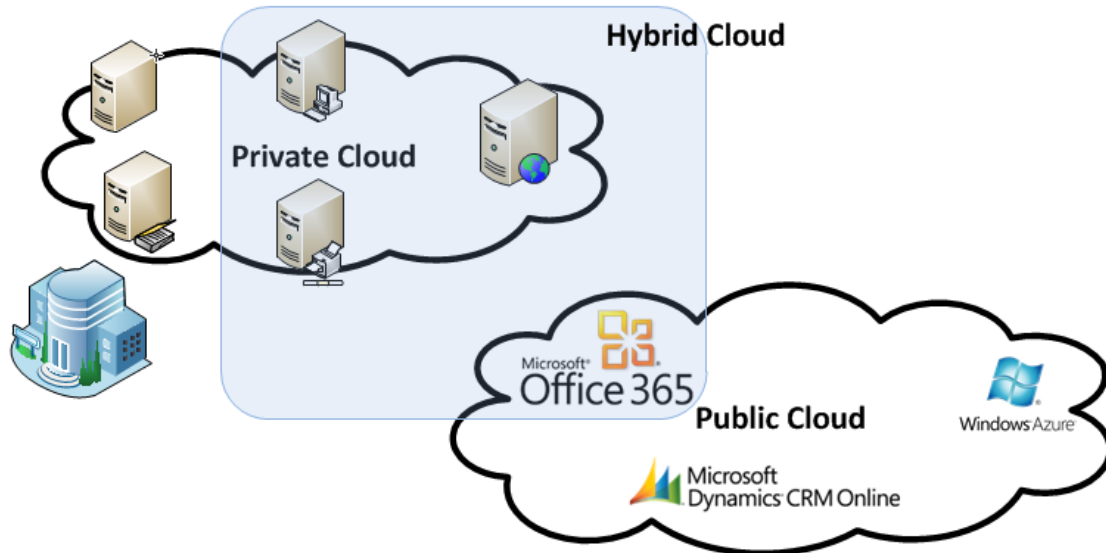 Hybrid Cloud
Private Cloud
Microsoft®
Office 365
Public Cloud
Windows Azure
Microsoft
Dynamics CRM Online